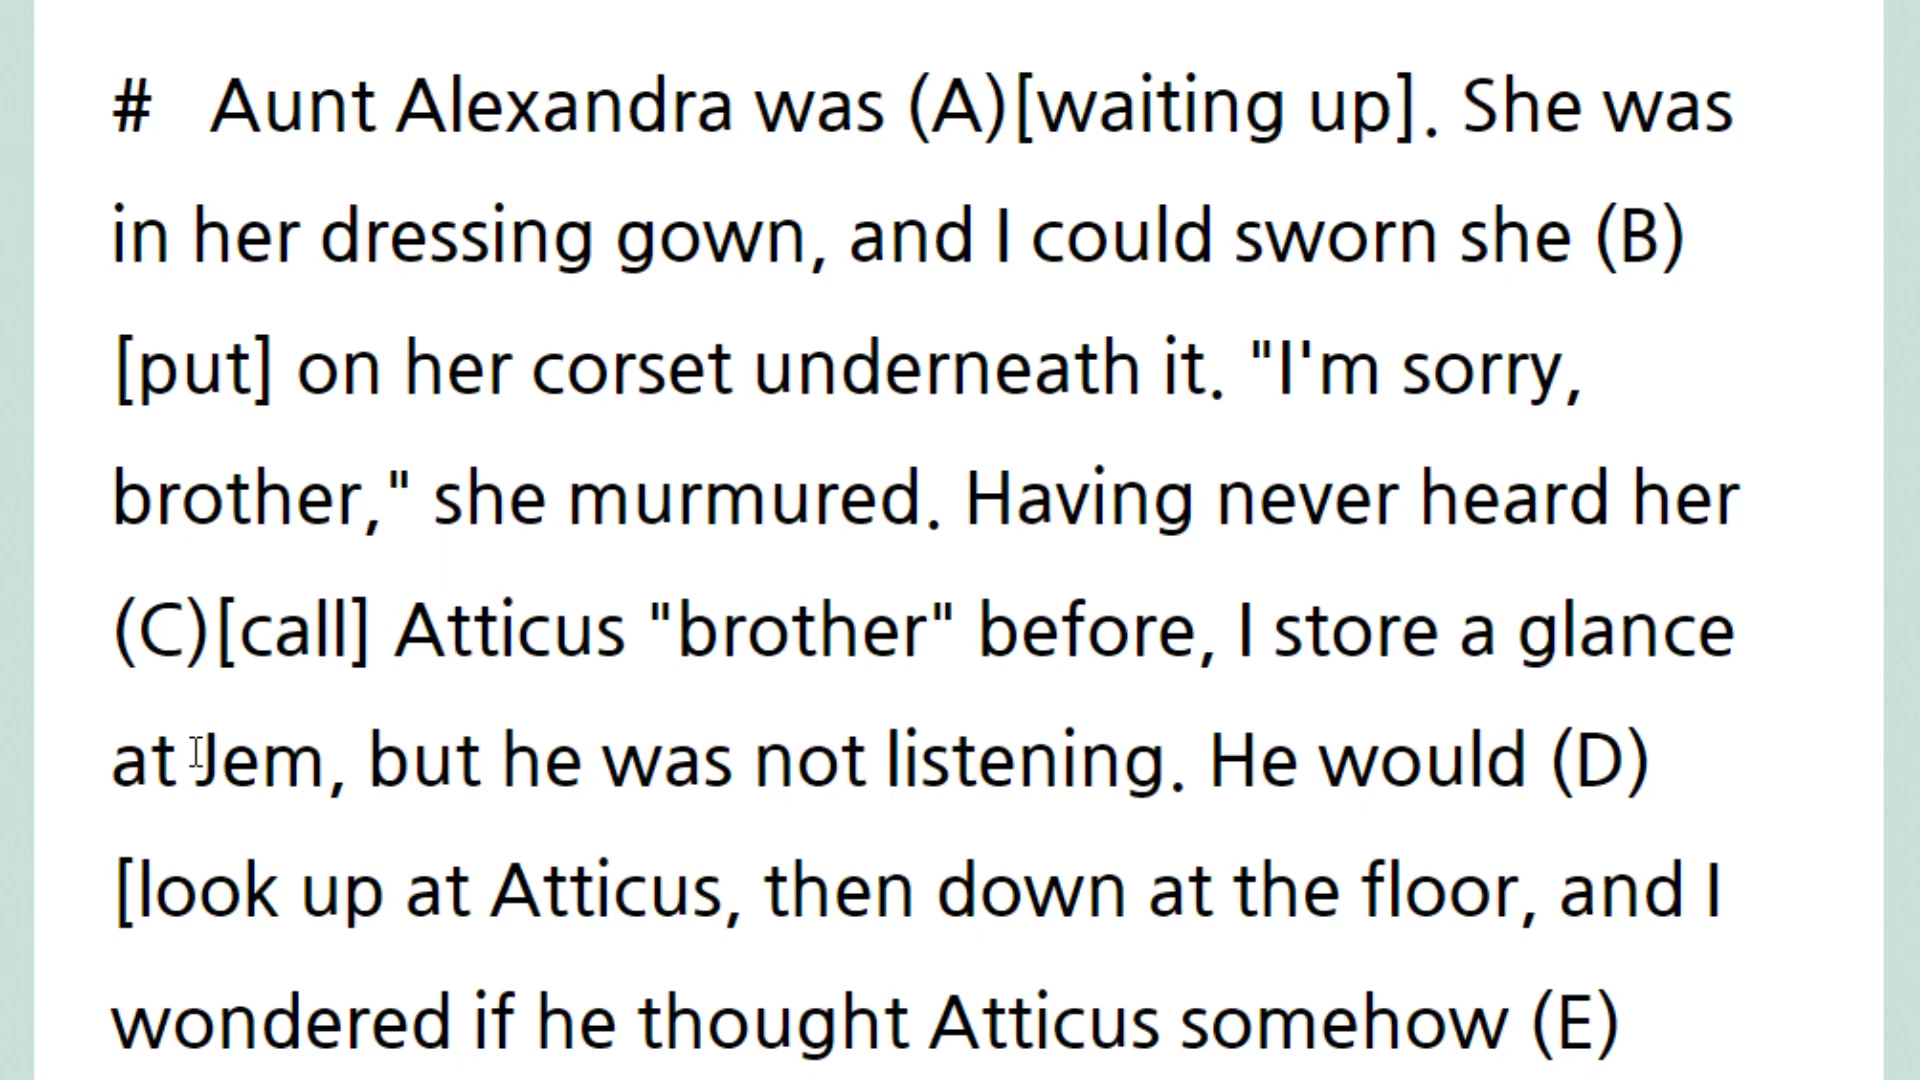 # Aunt Alexandra was (A)[waiting up]. She was
in her dressing gown, and I could sworn she (B)
[put] on her corset underneath it. "I'm sorry,
brother," she murmured. Having never heard her
(C)[call] Atticus "brother" before, I store a glance
at Jem, but he was not listening. He would (D)
[look up at Atticus, then down at the floor, and I
wondered if he thought Atticus somehow (E)